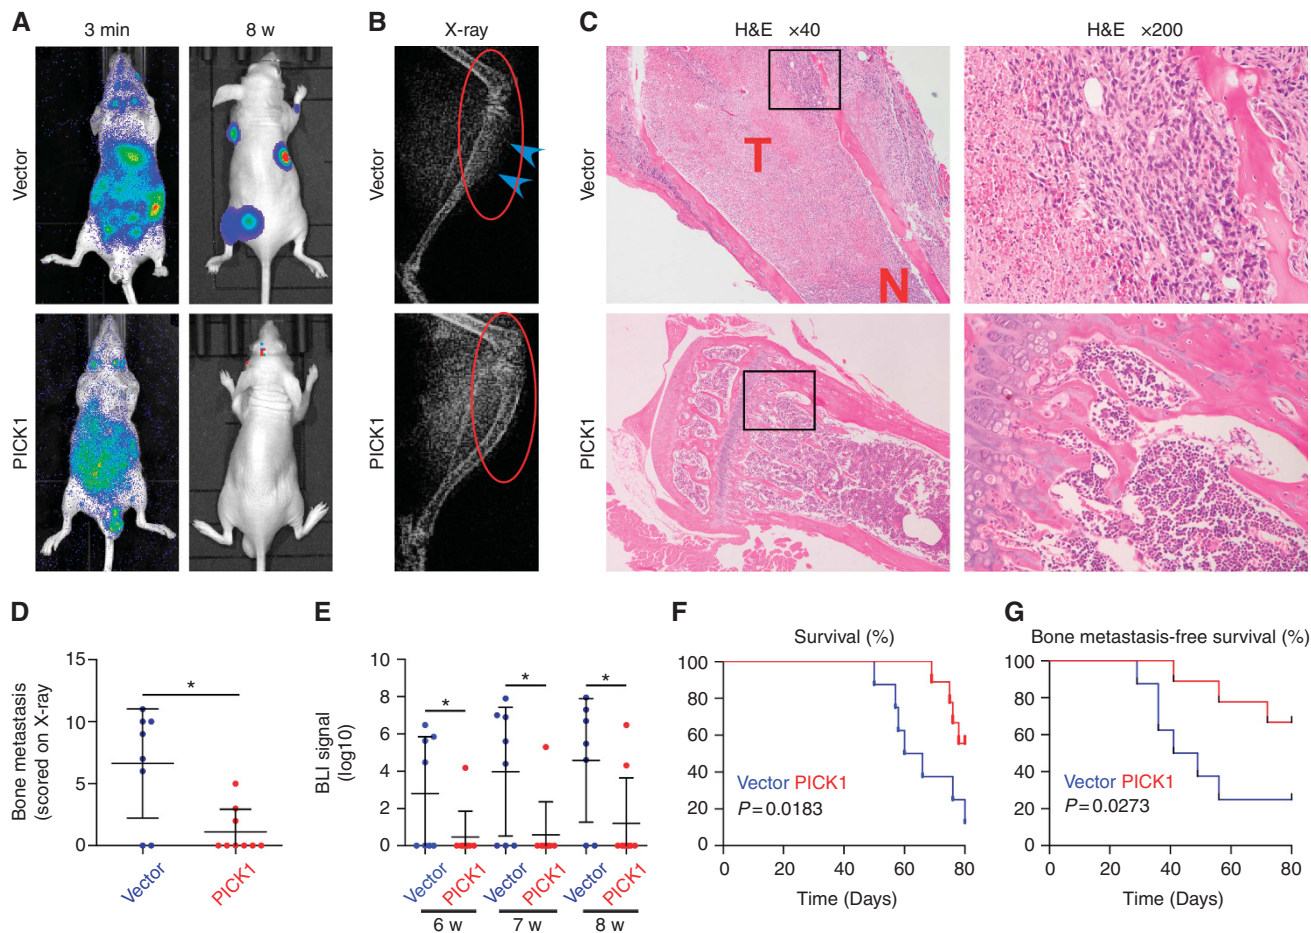 A
3 min
8 w
Vector
PICK1
B
X-ray
Vector
PICK1
C
H&E ×40
H&E ×200
Vector
T
N
PICK1
D
Bone metastasis
(scored on X-ray
15
10
5
0
*
Vector
PICK1
E
BLI signal
(log10)
10
8
6
4
2
0
*
*
*
Vector
PICK1
Vector
PICK1
Vector
PICK1
6 w
7 w
8 w
F
Survival (%)
100
80
60
40
20
0
Vector PICK1
P=0.0183
0
20
40
60
80
Time (Days)
G
Bone metastasis-free survival (%)
100
80
60
40
20
0
Vector PICK1
P=0.0273
0
20
40
60
80
Time (Days)